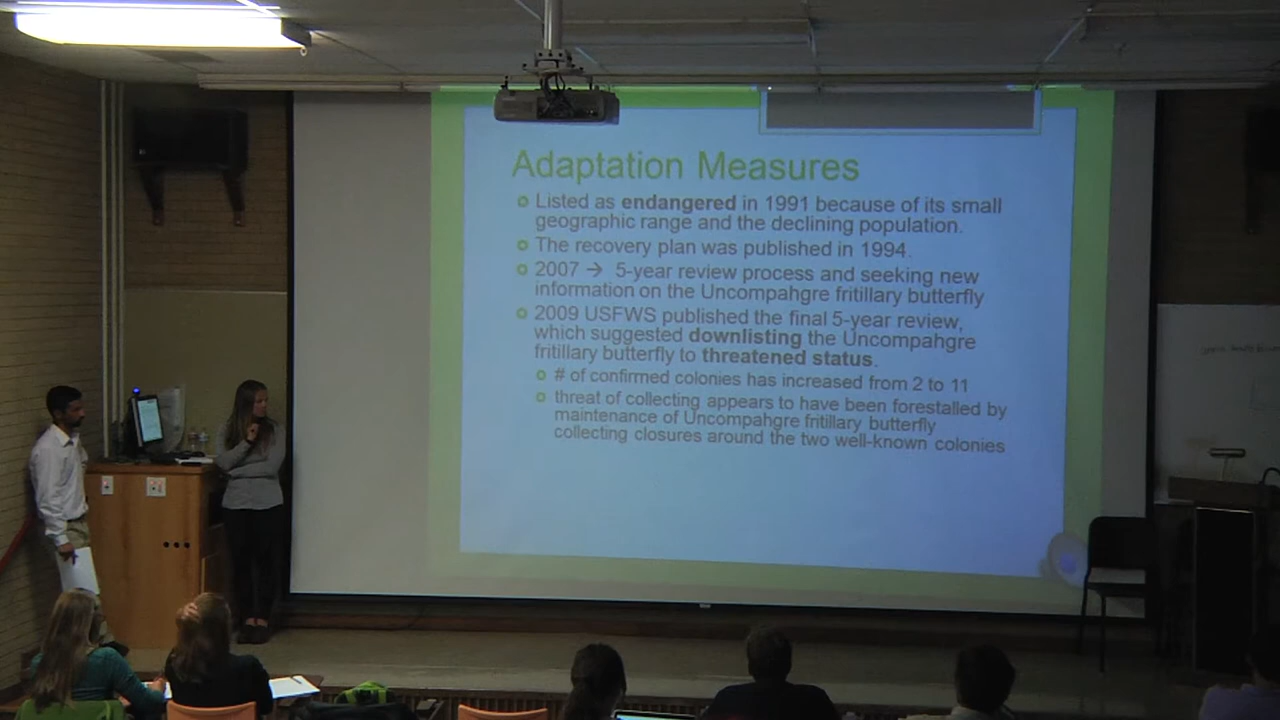 Adaptation Measures
Listed as endangered in 1991 because of its small
geographic range and the declining population.
The recovery plan was published in 1994.
2007 → 5-year review process and seeking new
information on the Uncompahgre fritillary butterfly
2009 USFWS published the final 5-year review,
which suggested downlisting the Uncompahgre
fritillary butterfly to threatened status.
# of confirmed colonies has increased from 2 to 11
threat of collecting appears to have been forestalled by
maintenance of Uncompahgre fritillary butterfly
collecting closures around the two well-known colonies